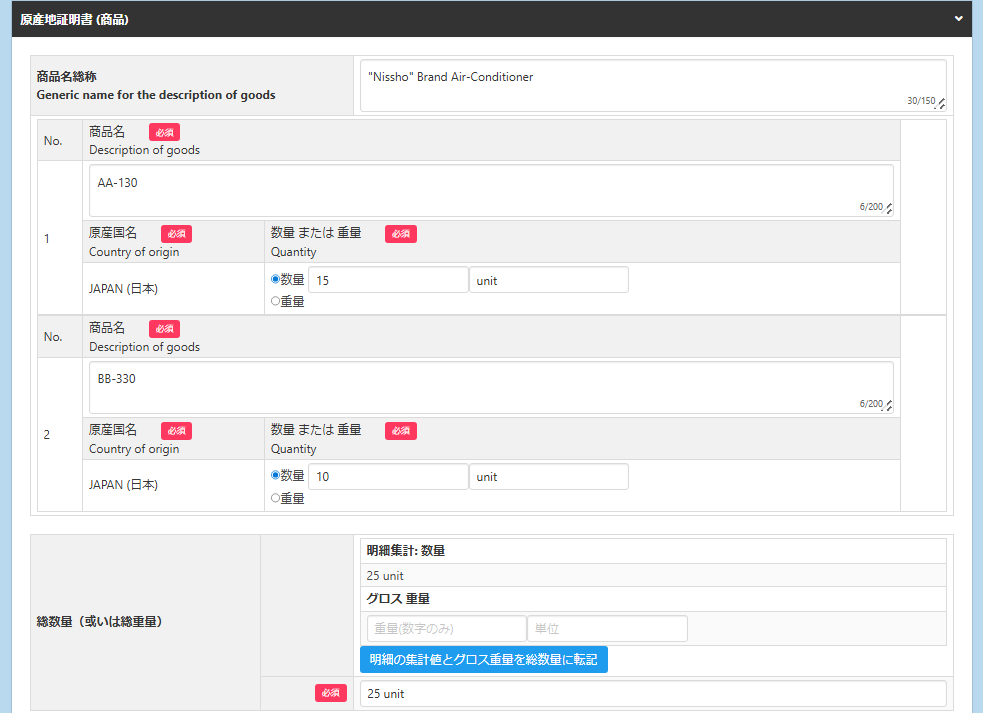 原産地証明書 (商品)
商品名総称
Generic name for the description of goods
"Nissho" Brand Air-Conditioner
30/150
No.
商品名 必須
Description of goods
1
AA-130
6/200
原産国名 必須
Country of origin
数量 または 重量 必須
Quantity
JAPAN (日本)
数量 15 unit
重量
No.
商品名 必須
Description of goods
2
BB-330
6/200
原産国名 必須
Country of origin
数量 または 重量 必須
Quantity
JAPAN (日本)
数量 10 unit
重量
総数量（或いは総重量）
明細集計: 数量
25 unit
グロス 重量
重量(数字のみ) 単位
明細の集計値とグロス重量を総数量に転記
必須 25 unit